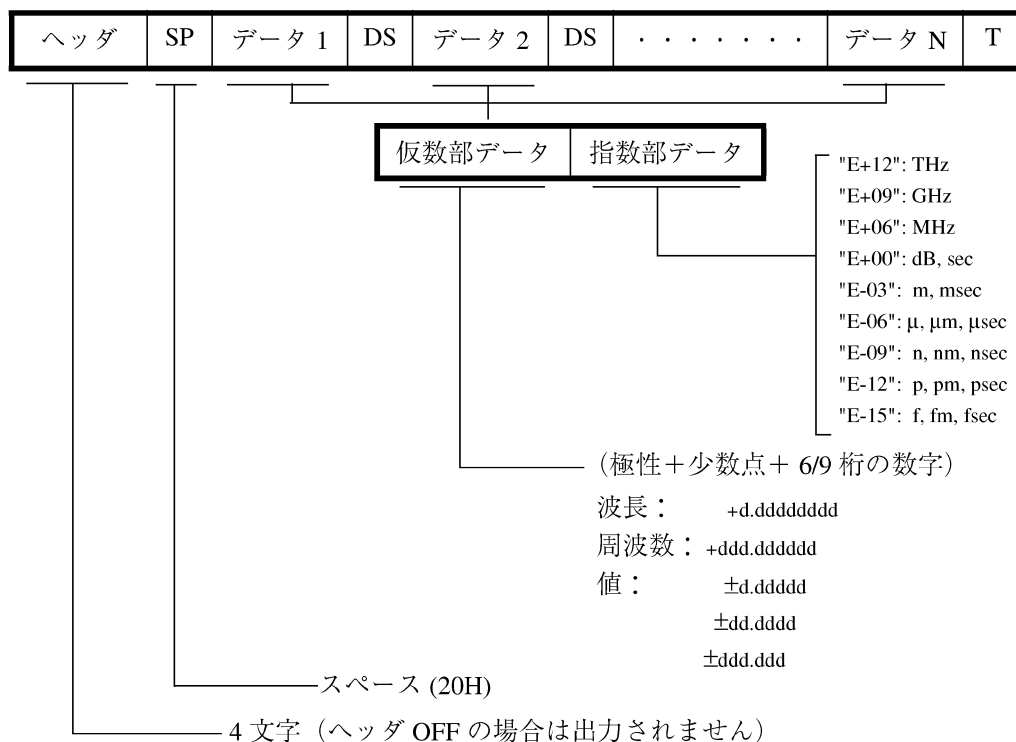 ヘッダ SP データ 1 DS データ 2 DS ・・・・・・・ データ N T
仮数部データ 指数部データ
"E+12": THz
"E+09": GHz
"E+06": MHz
"E+00": dB, sec
"E-03": m, msec
"E-06": μ, μm, μsec
"E-09": n, nm, nsec
"E-12": p, pm, psec
"E-15": f, fm, fsec
（極性＋少数点＋ 6/9 桁の数字）
波長： +d.dddddddd
周波数： +ddd.dddddd
値： ±d.ddddd
±dd.dddd
±ddd.ddd
スペース (20H)
4 文字（ヘッダ OFF の場合は出力されません）